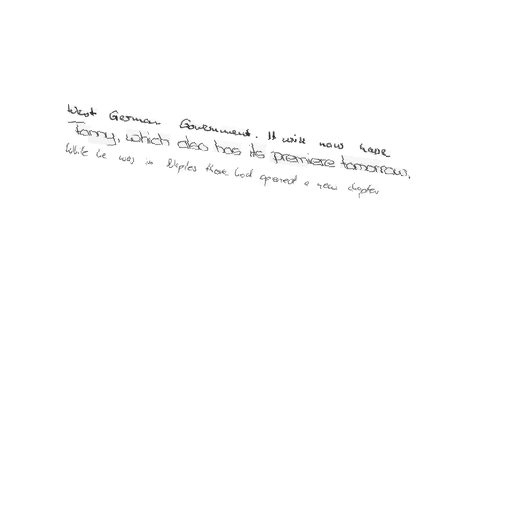 West German Government. It will now have
Tomy, which also has its premiere tomorrow.
While he was in Naples there had opened a new chapter